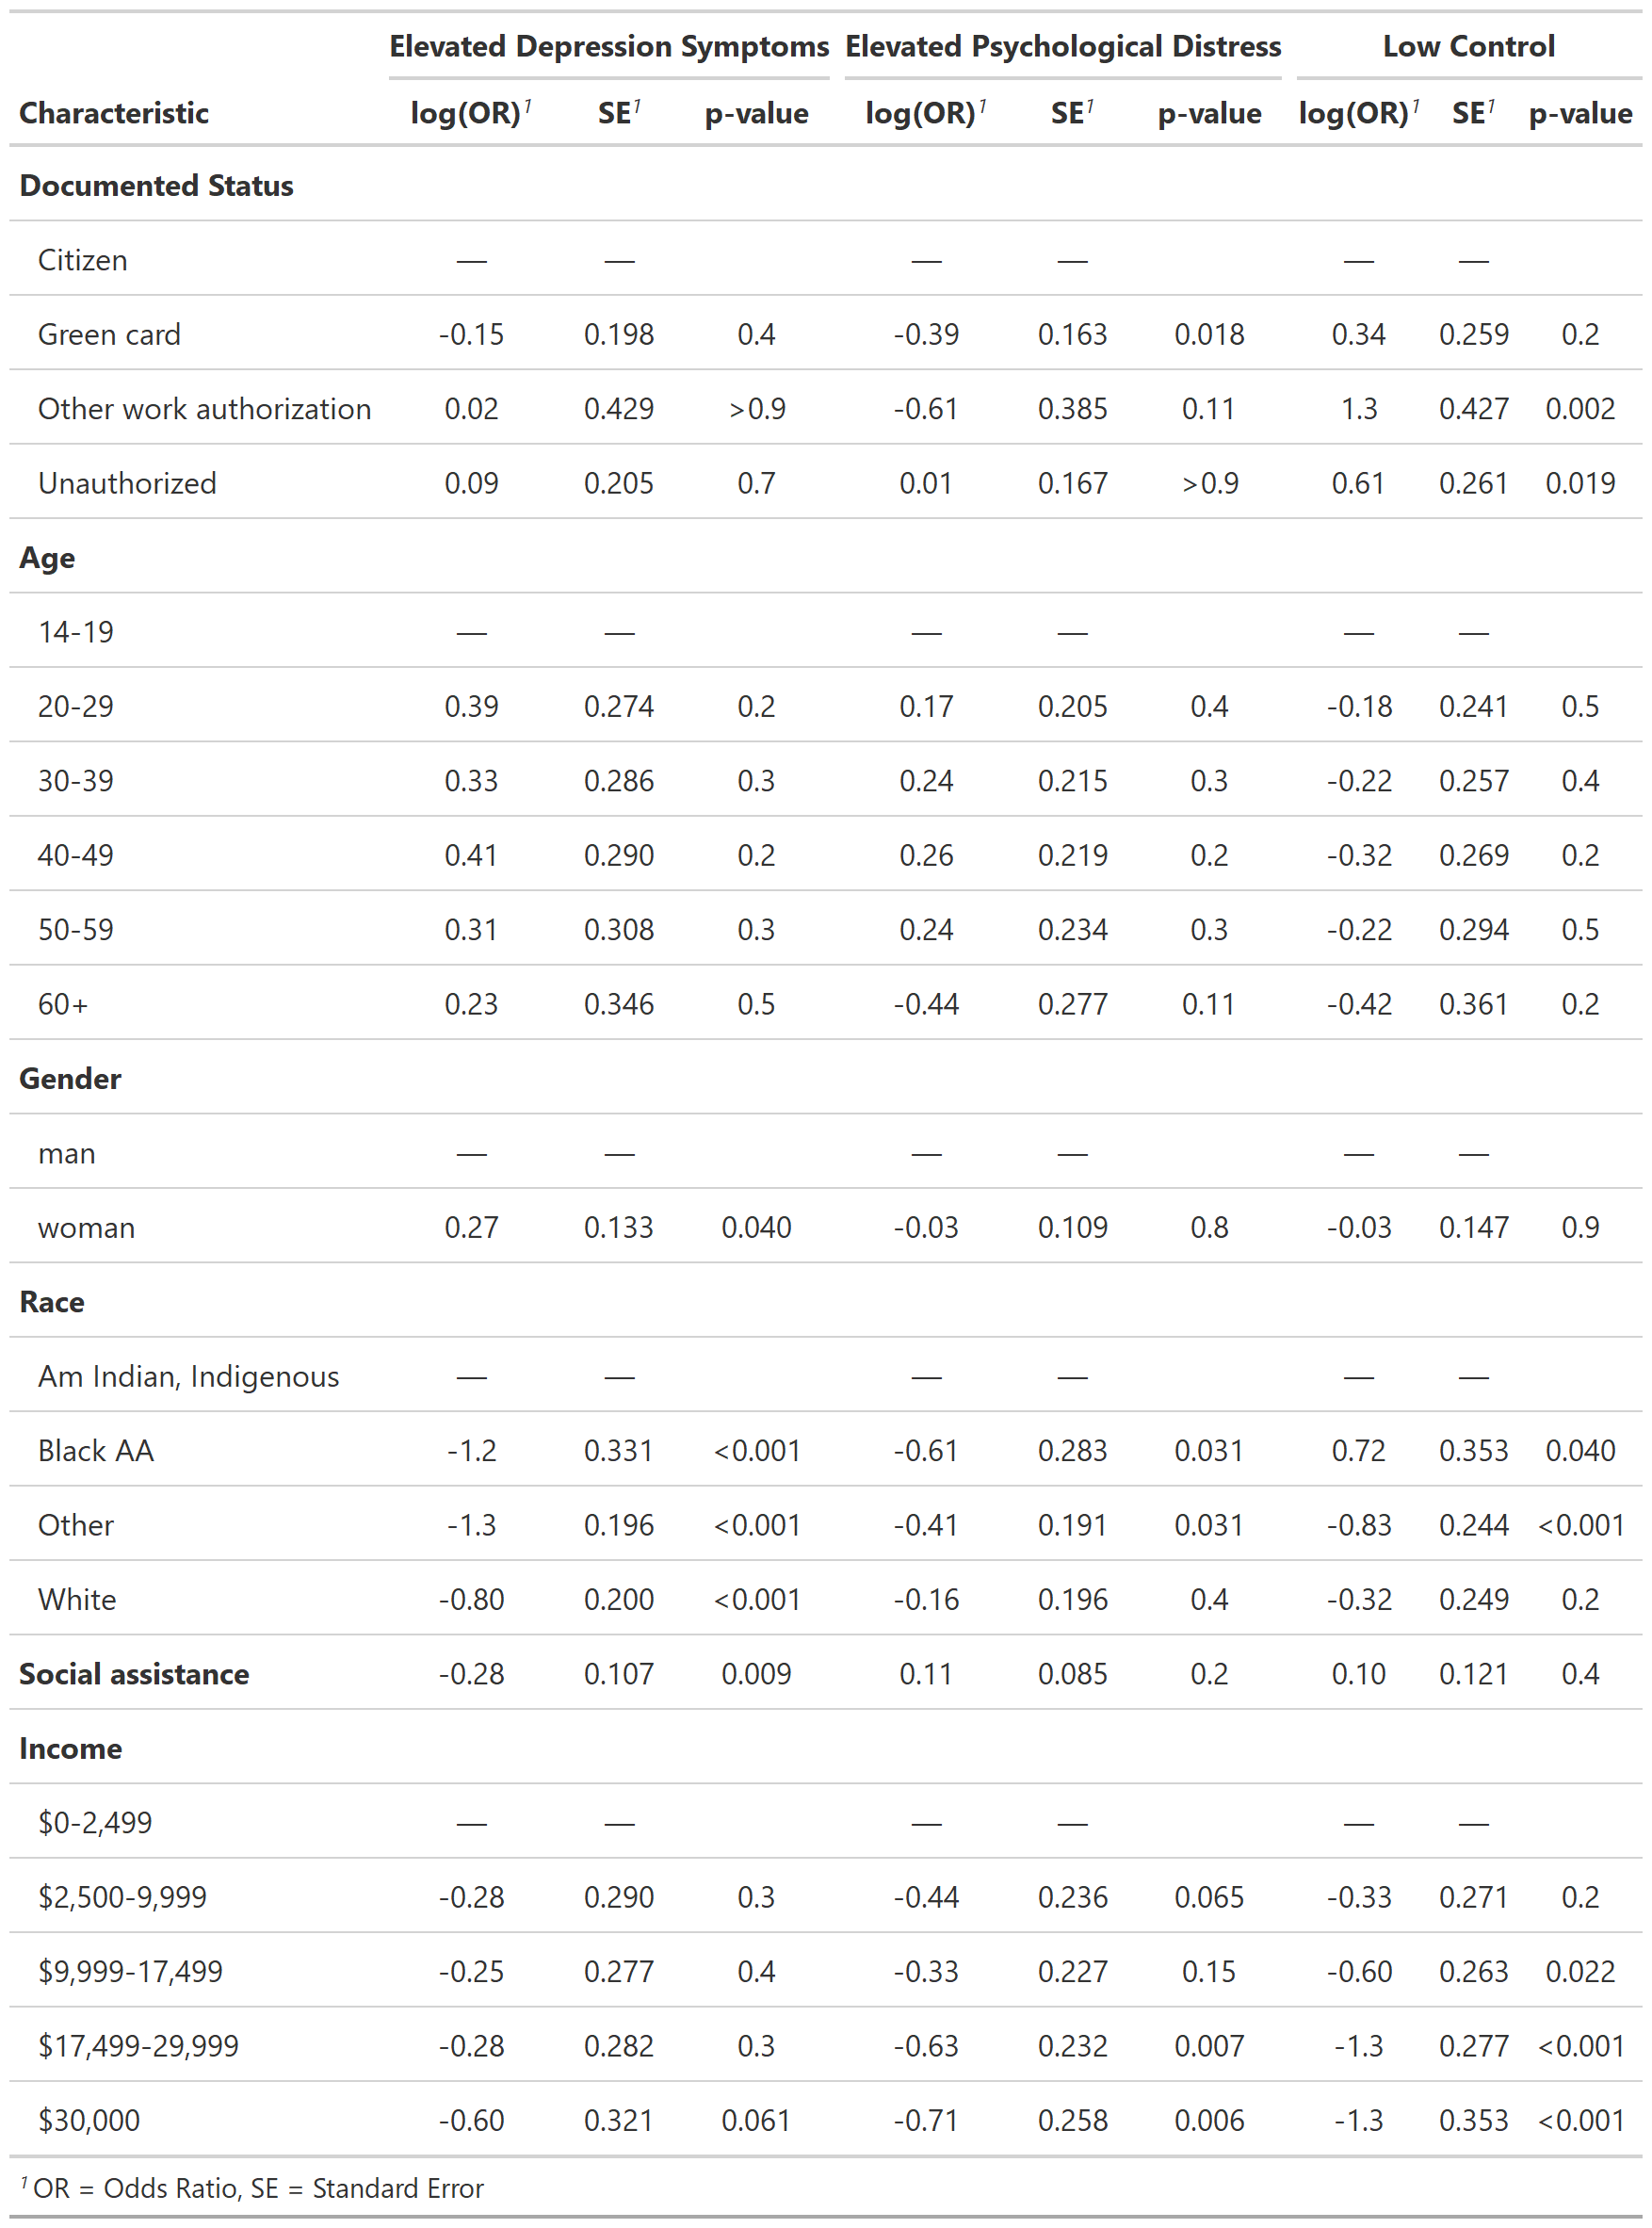 Elevated Depression Symptoms Elevated Psychological Distress Low Control
Characteristic log(OR)¹ SE¹ p-value log(OR)¹ SE¹ p-value log(OR)¹ SE¹ p-value
Documented Status
Citizen — — — — — —
Green card -0.15 0.198 0.4 -0.39 0.163 0.018 0.34 0.259 0.2
Other work authorization 0.02 0.429 >0.9 -0.61 0.385 0.11 1.3 0.427 0.002
Unauthorized 0.09 0.205 0.7 0.01 0.167 >0.9 0.61 0.261 0.019
Age
14-19 — — — — — —
20-29 0.39 0.274 0.2 0.17 0.205 0.4 -0.18 0.241 0.5
30-39 0.33 0.286 0.3 0.24 0.215 0.3 -0.22 0.257 0.4
40-49 0.41 0.290 0.2 0.26 0.219 0.2 -0.32 0.269 0.2
50-59 0.31 0.308 0.3 0.24 0.234 0.3 -0.22 0.294 0.5
60+ 0.23 0.346 0.5 -0.44 0.277 0.11 -0.42 0.361 0.2
Gender
man — — — — — —
woman 0.27 0.133 0.040 -0.03 0.109 0.8 -0.03 0.147 0.9
Race
Am Indian, Indigenous — — — — — —
Black AA -1.2 0.331 <0.001 -0.61 0.283 0.031 0.72 0.353 0.040
Other -1.3 0.196 <0.001 -0.41 0.191 0.031 -0.83 0.244 <0.001
White -0.80 0.200 <0.001 -0.16 0.196 0.4 -0.32 0.249 0.2
Social assistance -0.28 0.107 0.009 0.11 0.085 0.2 0.10 0.121 0.4
Income
$0-2,499 — — — — — —
$2,500-9,999 -0.28 0.290 0.3 -0.44 0.236 0.065 -0.33 0.271 0.2
$9,999-17,499 -0.25 0.277 0.4 -0.33 0.227 0.15 -0.60 0.263 0.022
$17,499-29,999 -0.28 0.282 0.3 -0.63 0.232 0.007 -1.3 0.277 <0.001
$30,000 -0.60 0.321 0.061 -0.71 0.258 0.006 -1.3 0.353 <0.001
¹ OR = Odds Ratio, SE = Standard Error